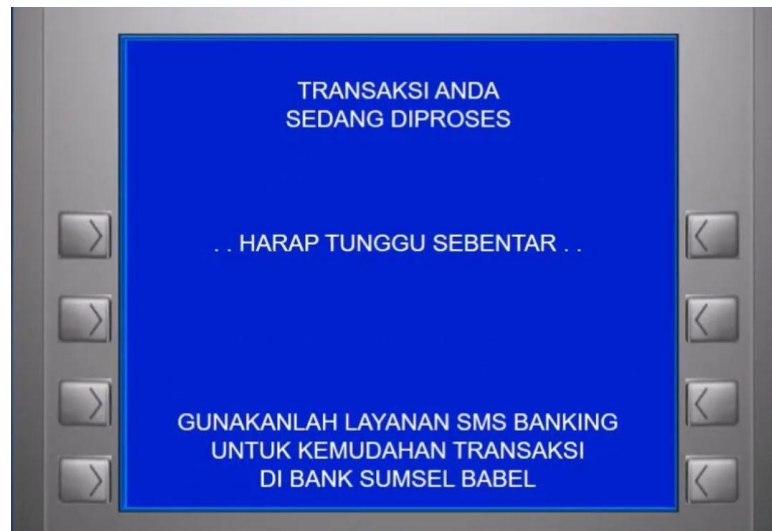 TRANSAKSI ANDA
SEDANG DIPROSES
. . HARAP TUNGGU SEBENTAR . .
GUNAKANLAH LAYANAN SMS BANKING
UNTUK KEMUDAHAN TRANSAKSI
DI BANK SUMSEL BABEL